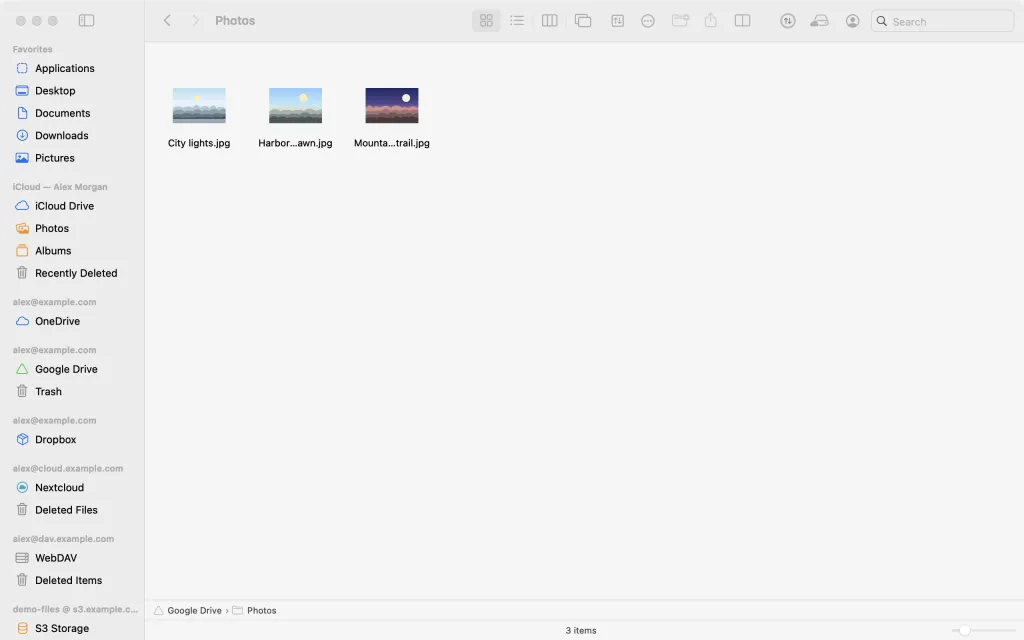 Photos
Search
Favorites
Applications
Desktop
Documents
Downloads
Pictures
iCloud — Alex Morgan
iCloud Drive
Photos
Albums
Recently Deleted
alex@example.com
OneDrive
alex@example.com
Google Drive
Trash
alex@example.com
Dropbox
alex@cloud.example.com
Nextcloud
Deleted Files
alex@dav.example.com
WebDAV
Deleted Items
demo-files @ s3.example.c...
S3 Storage
City lights.jpg
Harbor...awn.jpg
Mounta...trail.jpg
Google Drive › Photos
3 items